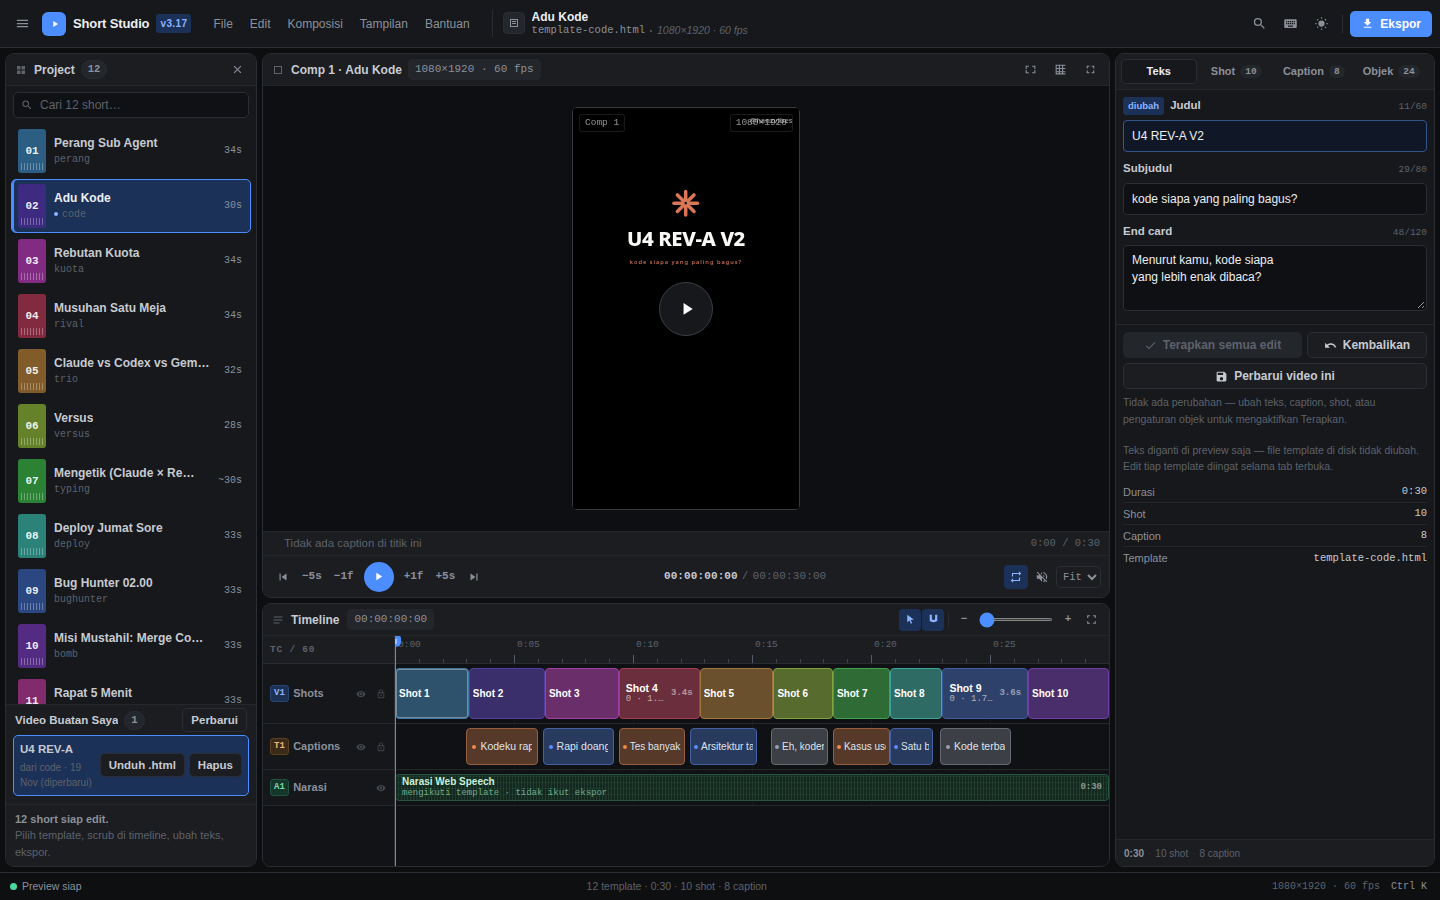 Short Studio v3.17 File Edit Komposisi Tampilan Bantuan
Adu Kode
template-code.html · 1080×1920 · 60 fps
Ekspor
Project 12
Cari 12 short…
01 Perang Sub Agent 34s
perang
02 Adu Kode 30s
code
03 Rebutan Kuota 34s
kuota
04 Musuhan Satu Meja 34s
rival
05 Claude vs Codex vs Gem… 32s
trio
06 Versus 28s
versus
07 Mengetik (Claude × Re… ~30s
typing
08 Deploy Jumat Sore 33s
deploy
09 Bug Hunter 02.00 33s
bughunter
10 Misi Mustahil: Merge Co… 33s
bomb
11 Rapat 5 Menit 33s
Video Buatan Saya 1 Perbarui
U4 REV-A
dari code · 19
Nov (diperbarui)
Unduh .html Hapus
12 short siap edit.
Pilih template, scrub di timeline, ubah teks,
ekspor.
Comp 1 · Adu Kode 1080×1920 · 60 fps
Comp 1 1080×1920
U4 REV-A V2
kode siapa yang paling bagus?
Tidak ada caption di titik ini 0:00 / 0:30
−5s −1f +1f +5s 00:00:00:00 / 00:00:30:00 Fit
Timeline 00:00:00:00 − +
TC / 60 0:00 0:05 0:10 0:15 0:20 0:25
V1 Shots
Shot 1 Shot 2 Shot 3 Shot 4 3.4s Shot 5 Shot 6 Shot 7 Shot 8 Shot 9 3.6s Shot 10
0 · 1.… 0 · 1.7…
T1 Captions
Kodeku rap Rapi doang Tes banyak Arsitektur ta Eh, koder Kasus us Satu b Kode terba
A1 Narasi
Narasi Web Speech
mengikuti template · tidak ikut ekspor 0:30
Teks Shot 10 Caption 8 Objek 24
diubah Judul 11/60
U4 REV-A V2
Subjudul 29/80
kode siapa yang paling bagus?
End card 48/120
Menurut kamu, kode siapa
yang lebih enak dibaca?
Terapkan semua edit Kembalikan
Perbarui video ini
Tidak ada perubahan — ubah teks, caption, shot, atau
pengaturan objek untuk mengaktifkan Terapkan.
Teks diganti di preview saja — file template di disk tidak diubah.
Edit tiap template diingat selama tab terbuka.
Durasi 0:30
Shot 10
Caption 8
Template template-code.html
0:30 · 10 shot · 8 caption
Preview siap
12 template · 0:30 · 10 shot · 8 caption
1080×1920 · 60 fps Ctrl K